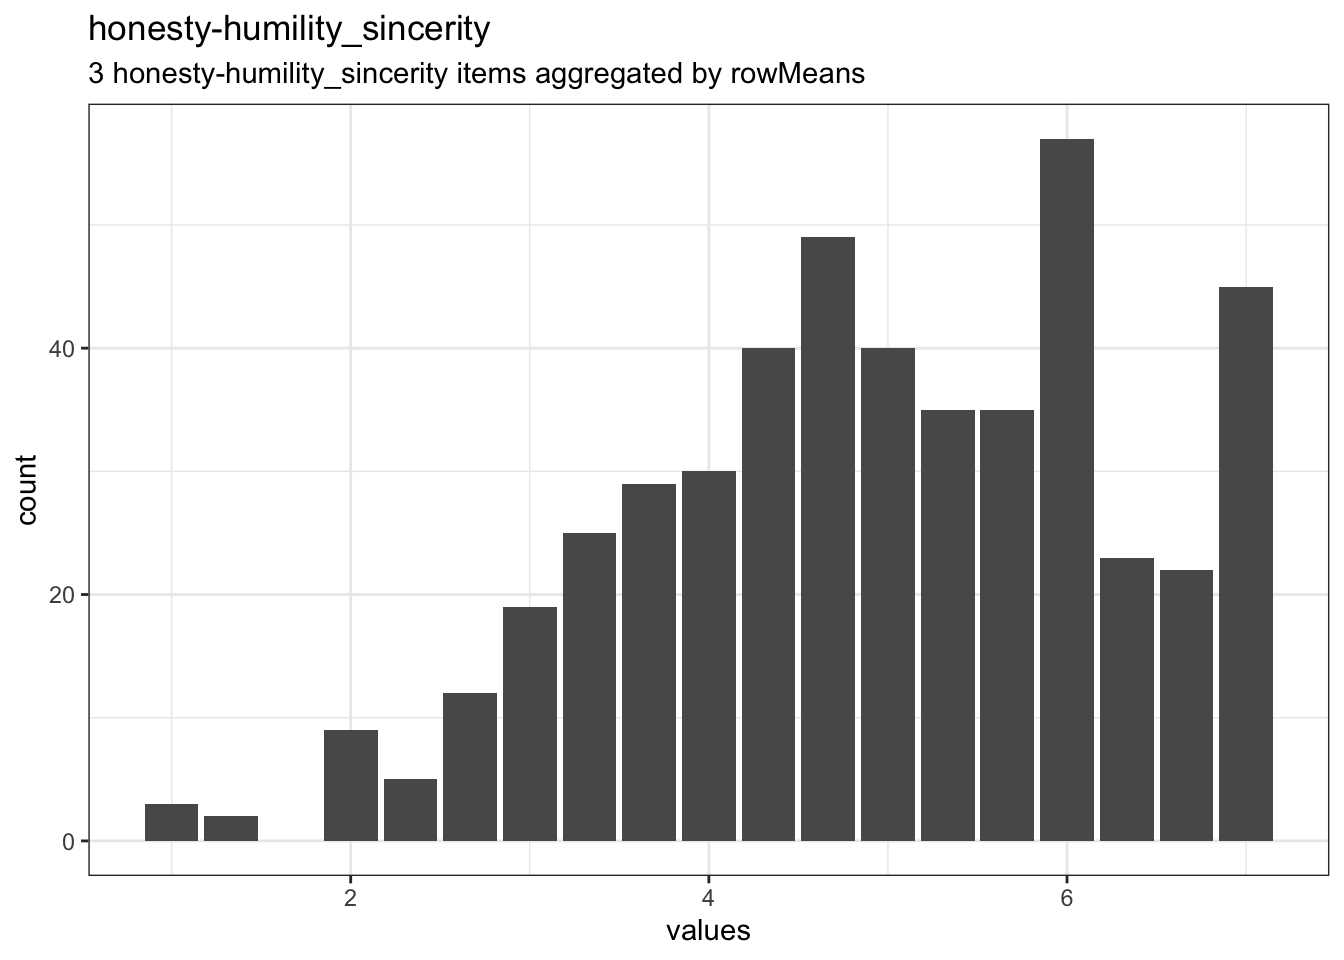 honesty-humility_sincerity
3 honesty-humility_sincerity items aggregated by rowMeans
40
20
0
count
2 4 6
values